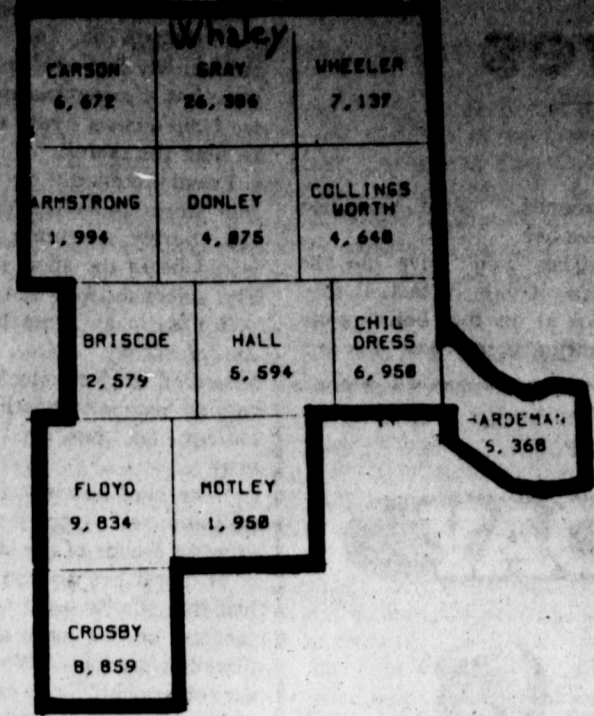 Whaley
CARSON GRAY WHEELER
6,672 26,386 7,137
ARMSTRONG DONLEY COLLINGS
WORTH
1,994 4,075 4,648
BRISCOE HALL CHIL
DRESS
2,579 5,594 6,950
HARDEMAN
5,368
FLOYD MOTLEY
9,834 1,950
CROSBY
8,859